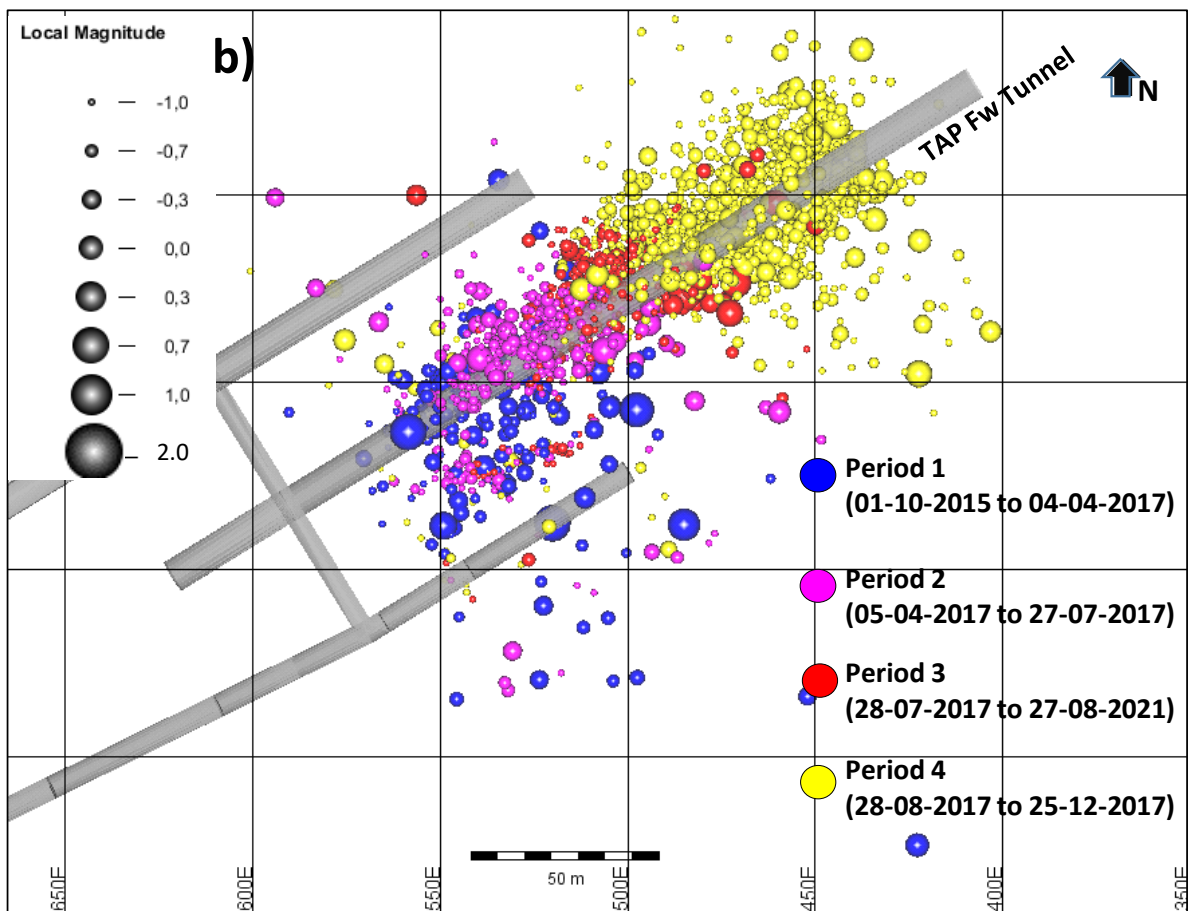 Local Magnitude
b)
-1,0
-0,7
-0,3
0,0
0,3
0,7
1,0
2.0
N
TAP Fw Tunnel
Period 1
(01-10-2015 to 04-04-2017)
Period 2
(05-04-2017 to 27-07-2017)
Period 3
(28-07-2017 to 27-08-2021)
Period 4
(28-08-2017 to 25-12-2017)
50 m
650E
600E
550E
500E
450E
400E
350E